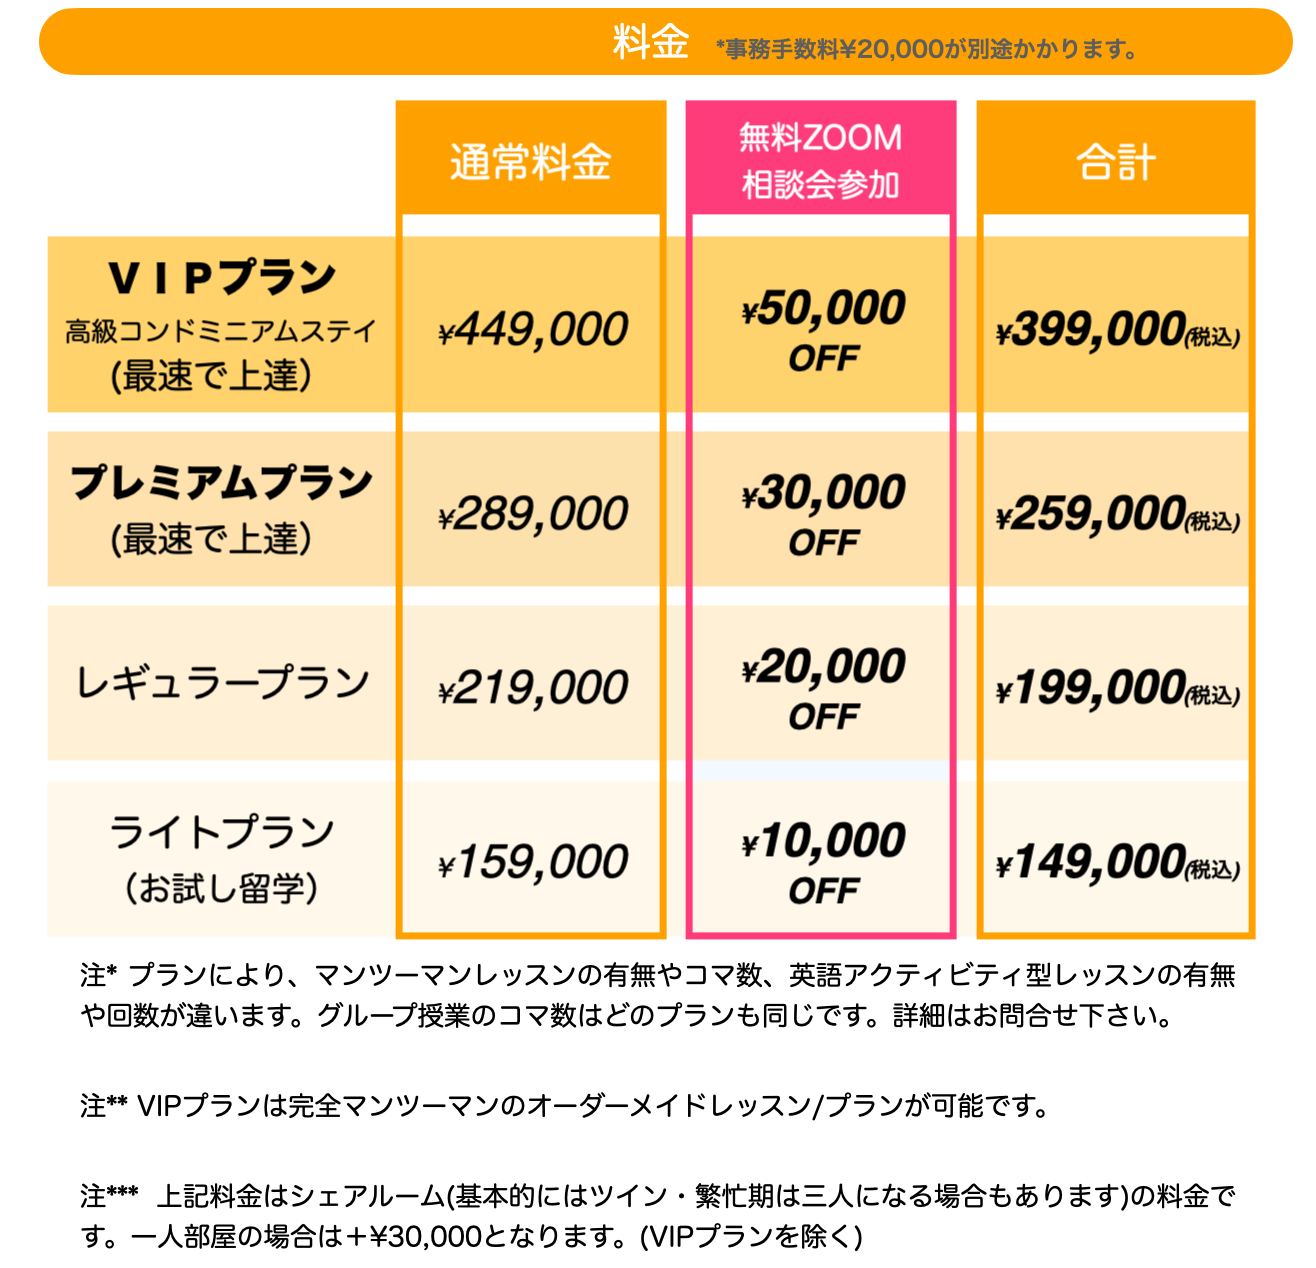 料金 *事務手数料¥20,000が別途かかります。
通常料金
無料ZOOM
相談会参加
合計
ＶＩＰプラン
高級コンドミニアムステイ
(最速で上達）
¥449,000
¥50,000
OFF
¥399,000(税込)
プレミアムプラン
(最速で上達）
¥289,000
¥30,000
OFF
¥259,000(税込)
レギュラープラン
¥219,000
¥20,000
OFF
¥199,000(税込)
ライトプラン
（お試し留学）
¥159,000
¥10,000
OFF
¥149,000(税込)
注* プランにより、マンツーマンレッスンの有無やコマ数、英語アクティビティ型レッスンの有無
や回数が違います。グループ授業のコマ数はどのプランも同じです。詳細はお問合せ下さい。
注** VIPプランは完全マンツーマンのオーダーメイドレッスン/プランが可能です。
注*** 上記料金はシェアルーム(基本的にはツイン・繁忙期は三人になる場合もあります)の料金で
す。一人部屋の場合は＋¥30,000となります。(VIPプランを除く)